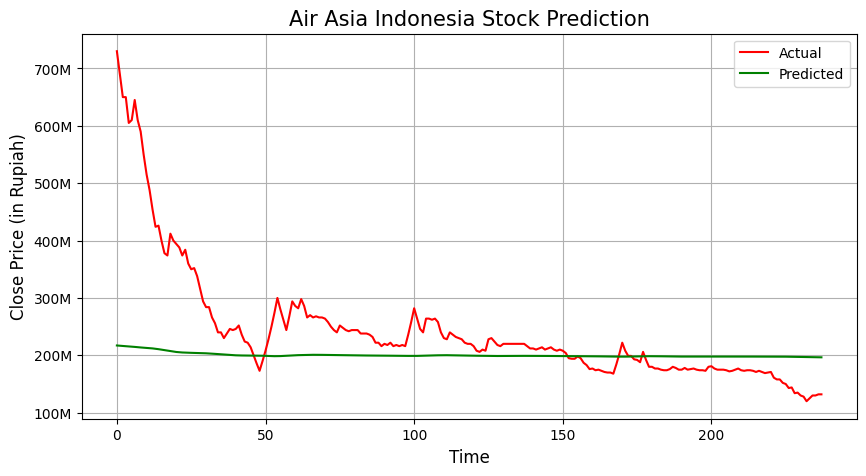 Air Asia Indonesia Stock Prediction
Actual
Predicted
Close Price (in Rupiah)
700M
600M
500M
400M
300M
200M
100M
0
50
100
150
200
Time